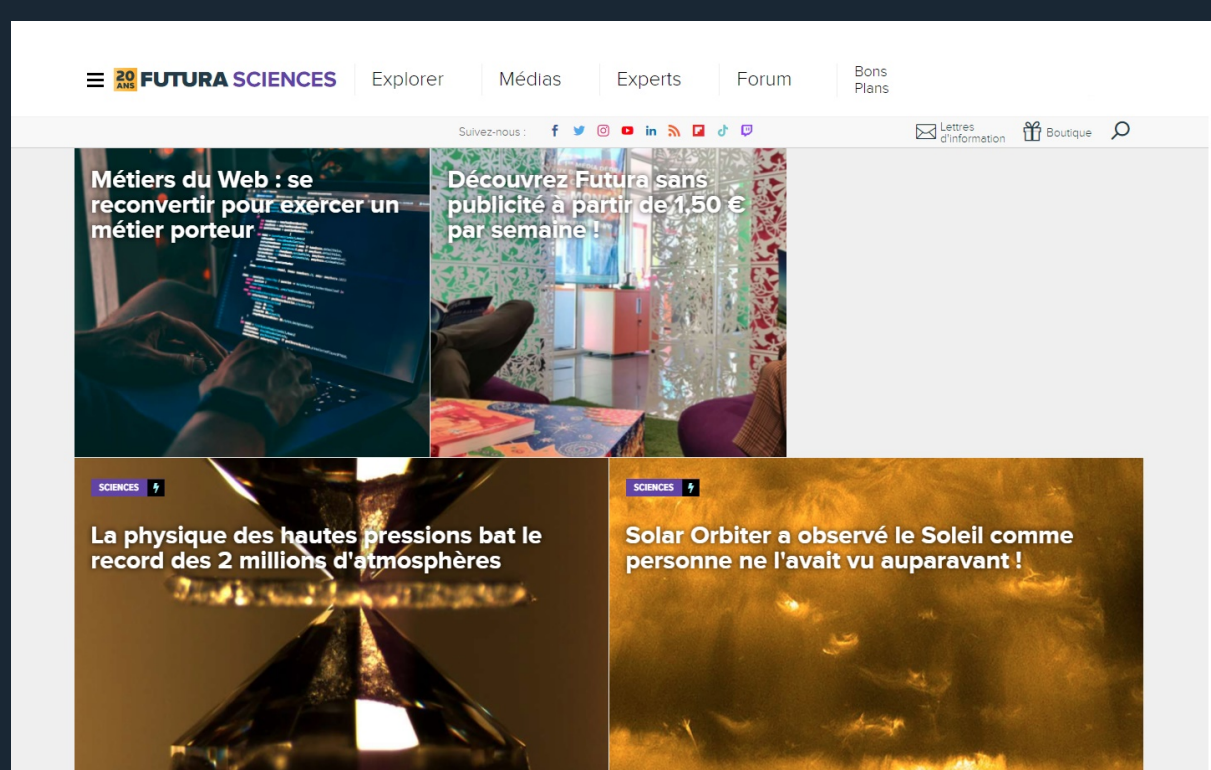 20 ANS FUTURA SCIENCES
Explorer
Médias
Experts
Forum
Bons
Plans
Suivez-nous :
Lettres
d'information
Boutique
Métiers du Web : se
reconvertir pour exercer un
métier porteur
Découvrez Futura sans
publicité à partir de 1,50 €
par semaine !
SCIENCES
La physique des hautes pressions bat le
record des 2 millions d'atmosphères
SCIENCES
Solar Orbiter a observé le Soleil comme
personne ne l'avait vu auparavant !